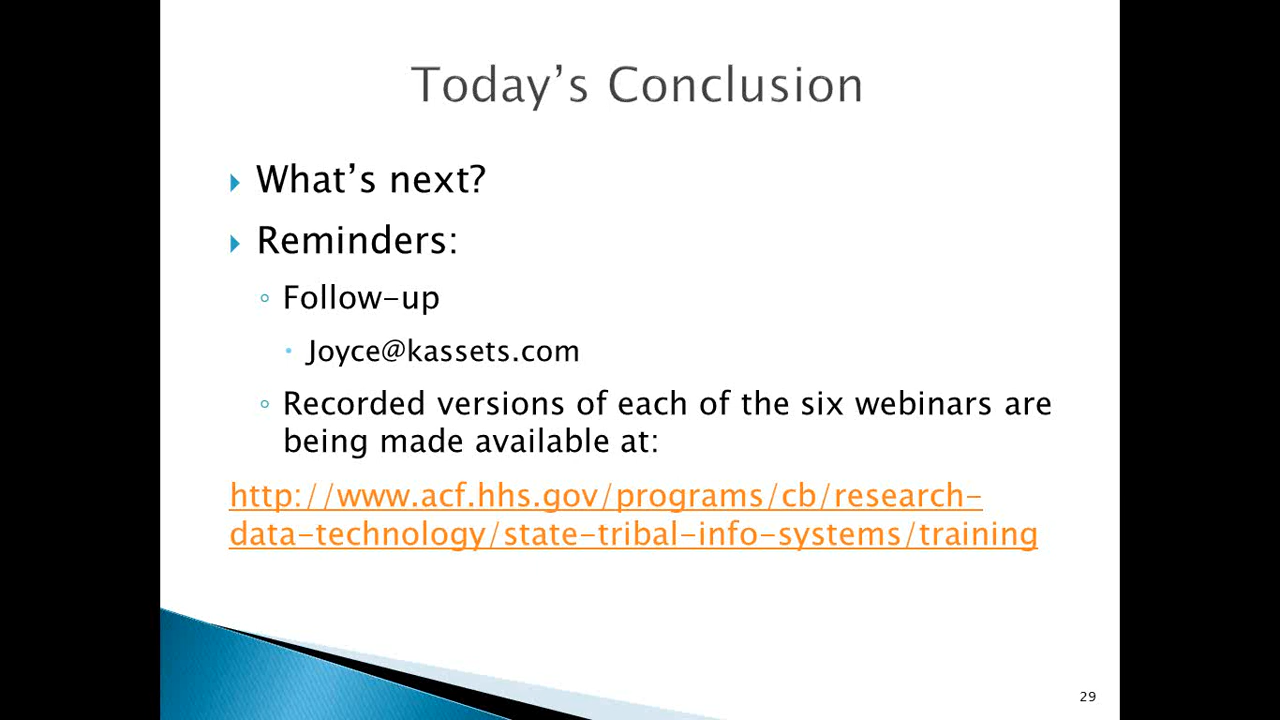 Today’s Conclusion
What’s next?
Reminders:
Follow-up
Joyce@kassets.com
Recorded versions of each of the six webinars are
being made available at:
http://www.acf.hhs.gov/programs/cb/research-
data-technology/state-tribal-info-systems/training
29